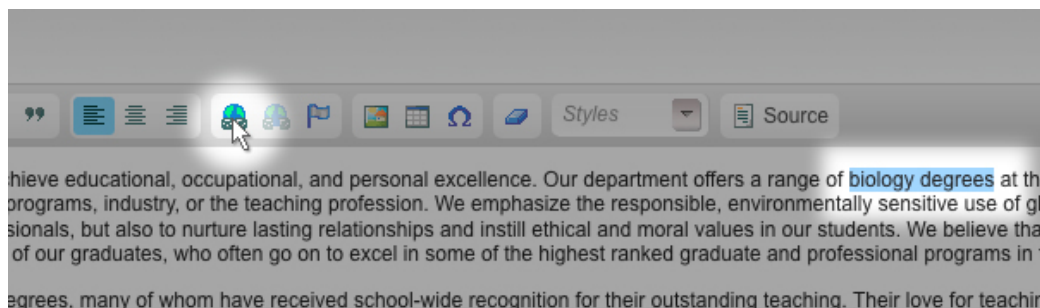 Styles
Source
chieve educational, occupational, and personal excellence. Our department offers a range of biology degrees at th
programs, industry, or the teaching profession. We emphasize the responsible, environmentally sensitive use of gl
sionals, but also to nurture lasting relationships and instill ethical and moral values in our students. We believe tha
of our graduates, who often go on to excel in some of the highest ranked graduate and professional programs in
egrees, many of whom have received school-wide recognition for their outstanding teaching. Their love for teachin